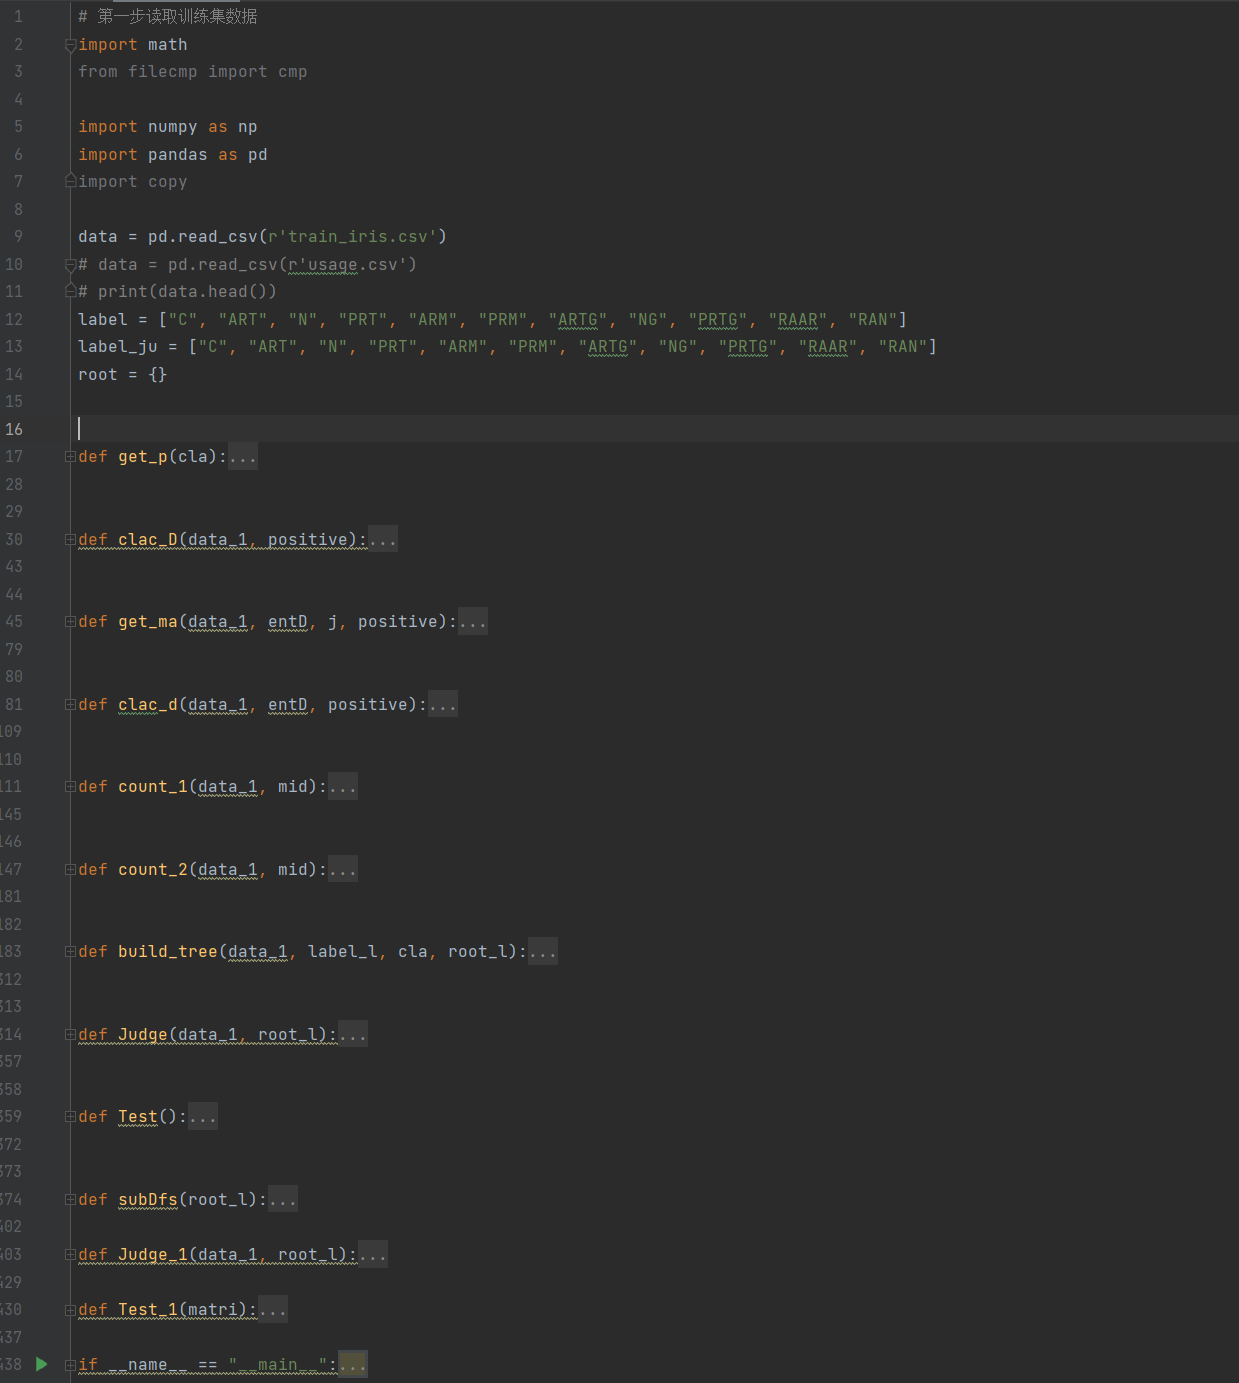 1 # 第一步读取训练集数据
2 import math
3 from filecmp import cmp
4
5 import numpy as np
6 import pandas as pd
7 import copy
8
9 data = pd.read_csv(r'train_iris.csv')
10 # data = pd.read_csv(r'usage.csv')
11 # print(data.head())
12 label = ["C", "ART", "N", "PRT", "ARM", "PRM", "ARTG", "NG", "PRTG", "RAAR", "RAN"]
13 label_ju = ["C", "ART", "N", "PRT", "ARM", "PRM", "ARTG", "NG", "PRTG", "RAAR", "RAN"]
14 root = {}
15
16
17 def get_p(cla):...
28
29
30 def clac_D(data_1, positive):...
43
44
45 def get_ma(data_1, entD, j, positive):...
79
80
81 def clac_d(data_1, entD, positive):...
109
110
111 def count_1(data_1, mid):...
145
146
147 def count_2(data_1, mid):...
181
182
183 def build_tree(data_1, label_l, cla, root_l):...
312
313
314 def Judge(data_1, root_l):...
357
358
359 def Test():...
372
373
374 def subDfs(root_l):...
402
403 def Judge_1(data_1, root_l):...
429
430 def Test_1(matri):...
437
438 if __name__ == "__main__":...